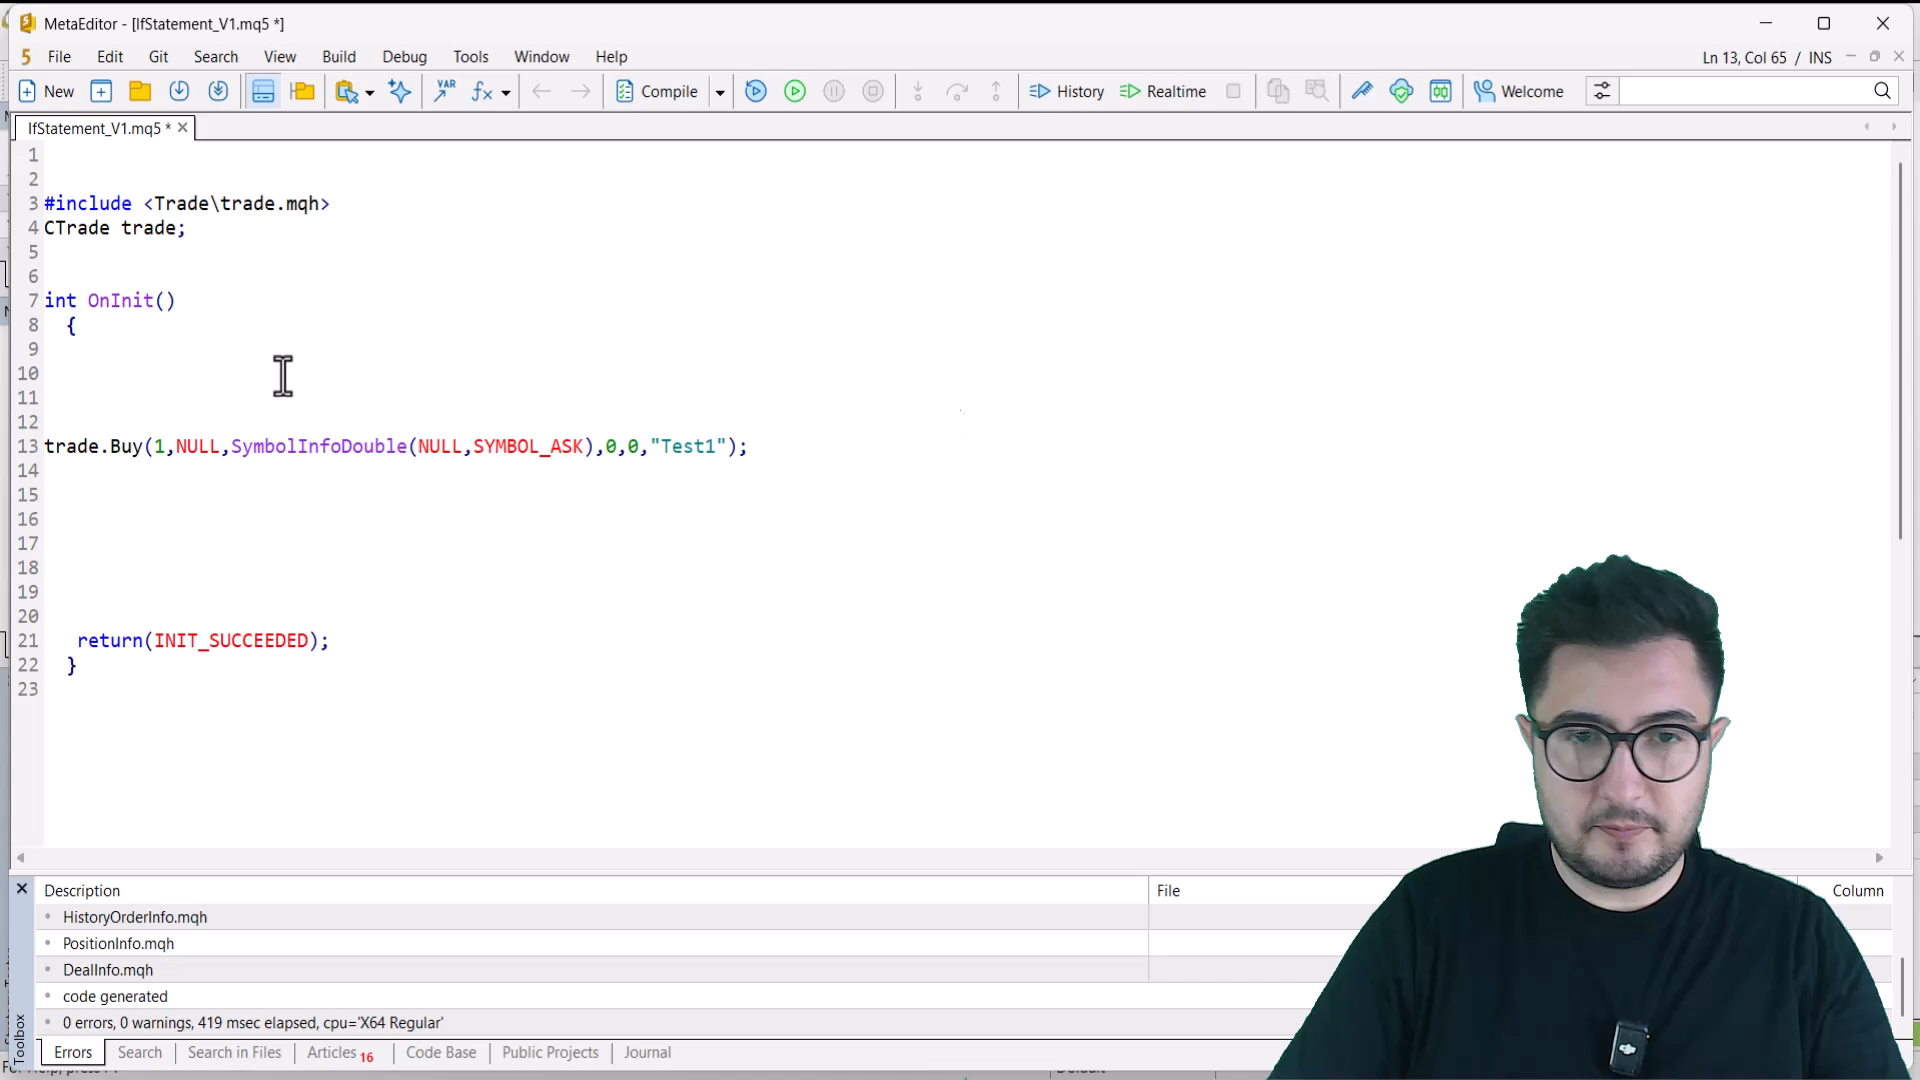 MetaEditor - [IfStatement_V1.mq5 *]
5 File Edit Git Search View Build Debug Tools Window Help Ln 13, Col 65 / INS
New VAR fx Compile History Realtime Welcome
IfStatement_V1.mq5 *
1
2
3 #include <Trade\trade.mqh>
4 CTrade trade;
5
6
7 int OnInit()
8 {
9
10
11
12
13 trade.Buy(1,NULL,SymbolInfoDouble(NULL,SYMBOL_ASK),0,0,"Test1");
14
15
16
17
18
19
20
21 return(INIT_SUCCEEDED);
22 }
23
Description File Column
HistoryOrderInfo.mqh
PositionInfo.mqh
DealInfo.mqh
code generated
0 errors, 0 warnings, 419 msec elapsed, cpu='X64 Regular'
Toolbox
Errors Search Search in Files Articles 16 Code Base Public Projects Journal